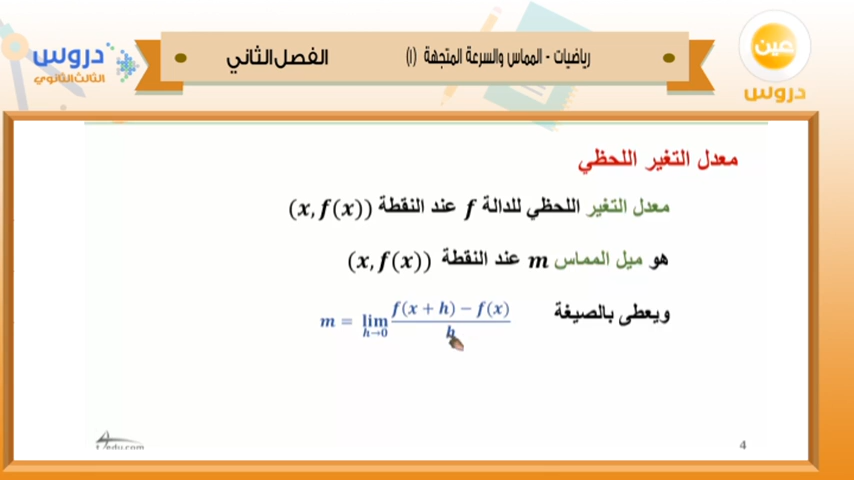 عين
دروس
رياضيات - المماس والسرعة المتجهة (١)
الفصل الثاني
دروس
الثالث الثانوي
معدل التغير اللحظي
معدل التغير اللحظي للدالة f عند النقطة (x, f(x))
هو ميل المماس m عند النقطة (x, f(x))
ويعطى بالصيغة m = lim h→0 f(x + h) − f(x) / h
4